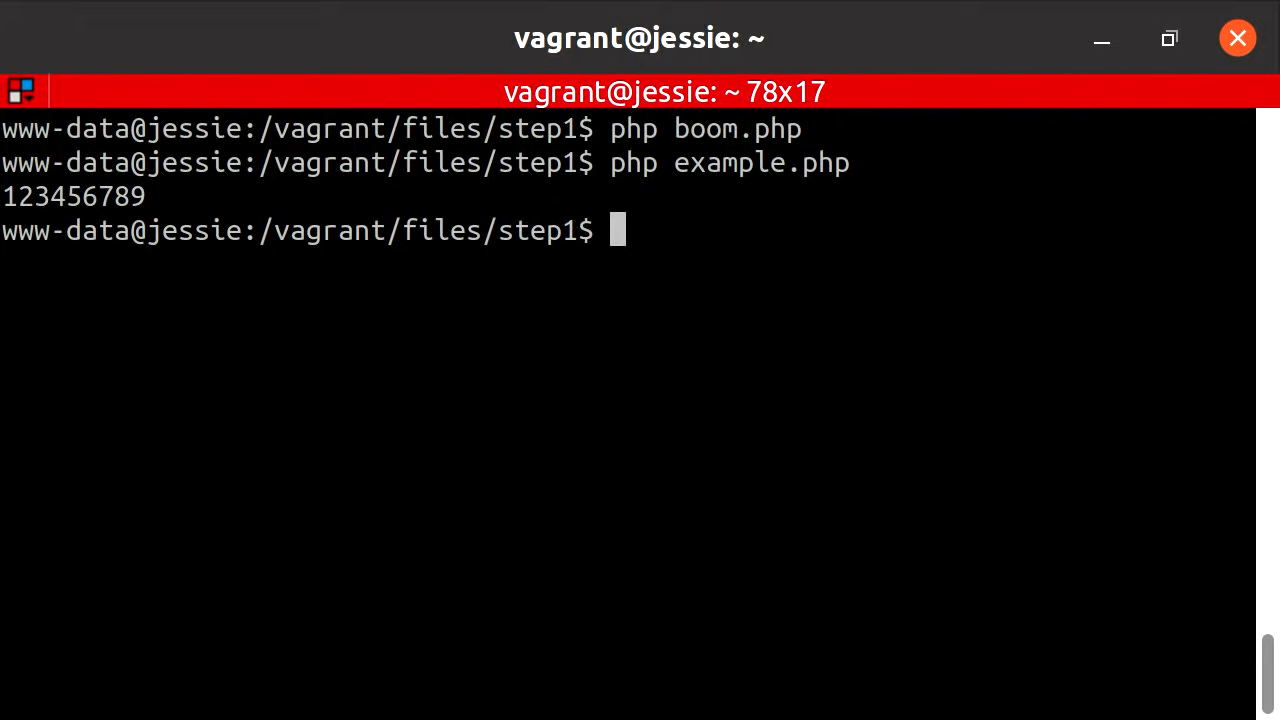 vagrant@jessie: ~
vagrant@jessie: ~ 78x17
www-data@jessie:/vagrant/files/step1$ php boom.php
www-data@jessie:/vagrant/files/step1$ php example.php
123456789
www-data@jessie:/vagrant/files/step1$